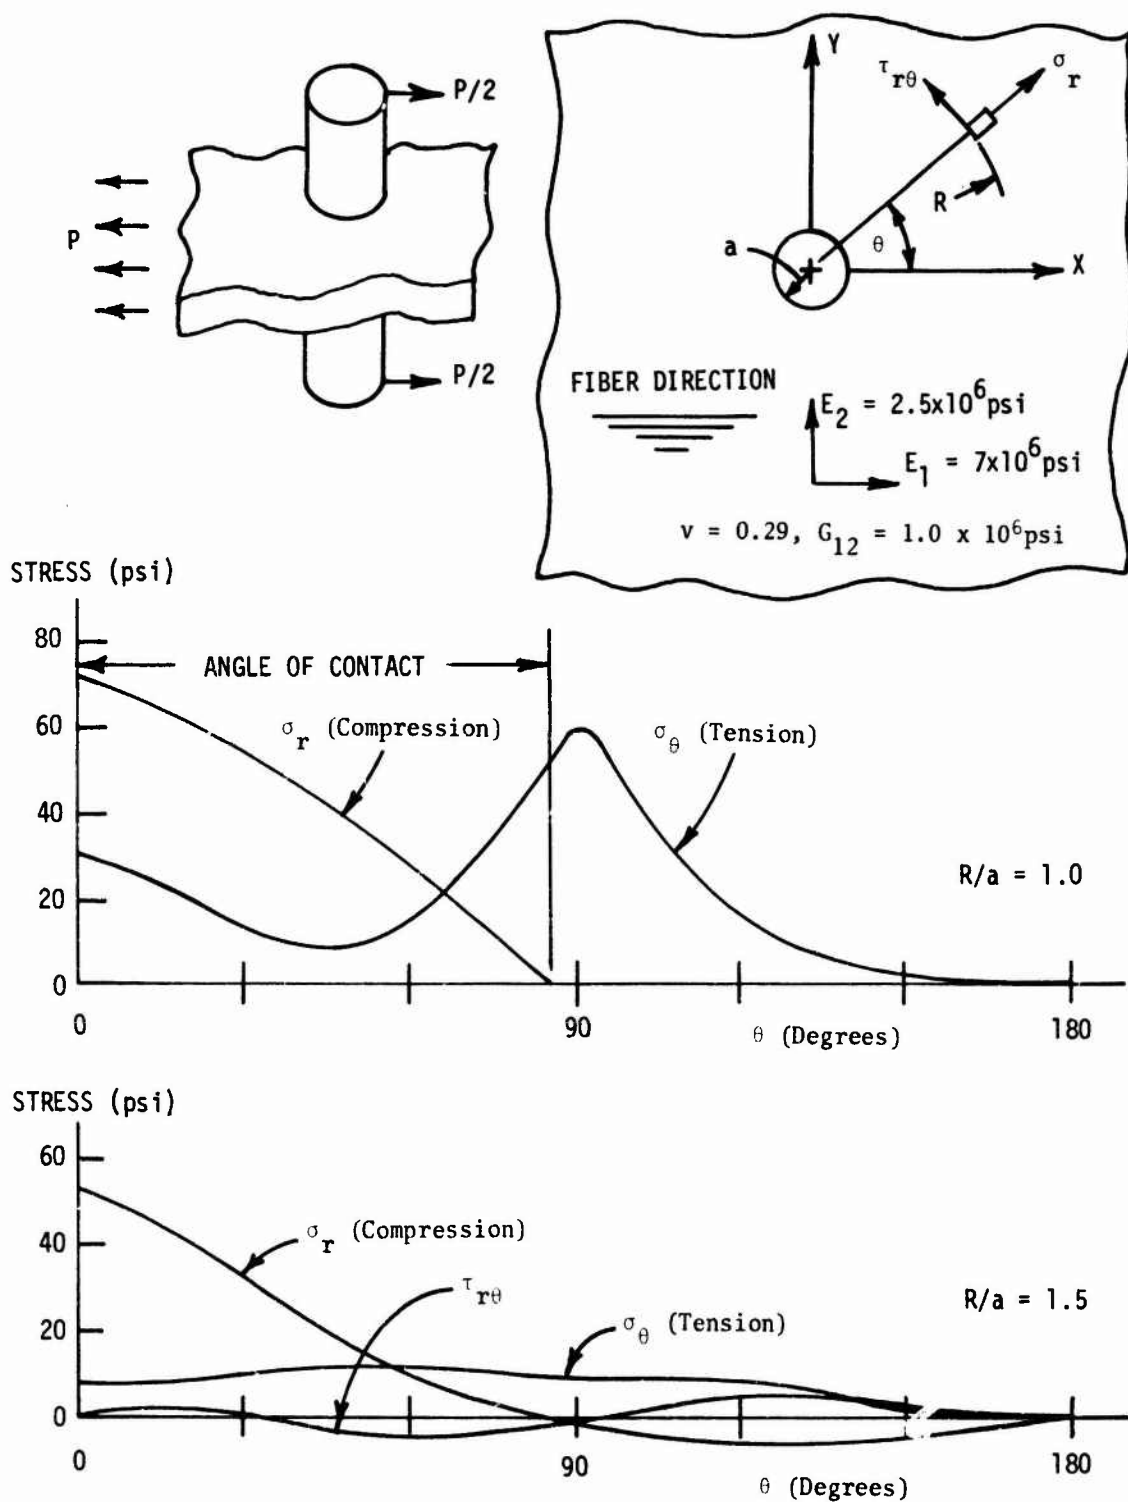 P/2
P
P/2
Y
τrθ
σr
R
a
θ
X
FIBER DIRECTION
E2 = 2.5x10^6psi
E1 = 7x10^6psi
v = 0.29, G12 = 1.0 x 10^6psi
STRESS (psi)
80
60
40
20
0
ANGLE OF CONTACT
σr (Compression)
σθ (Tension)
R/a = 1.0
0
90
θ (Degrees)
180
STRESS (psi)
60
40
20
0
σr (Compression)
τrθ
σθ (Tension)
R/a = 1.5
0
90
θ (Degrees)
180